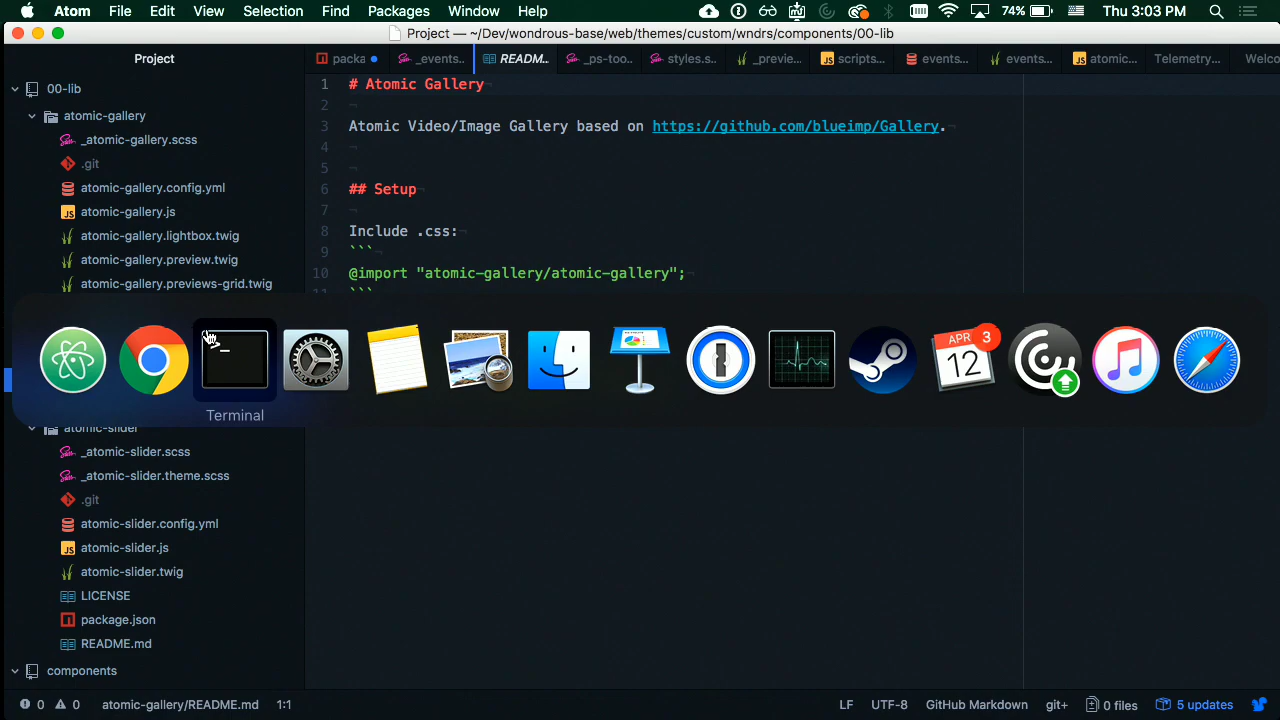 Atom File Edit View Selection Find Packages Window Help 74% Thu 3:03 PM
Project — ~/Dev/wondrous-base/web/themes/custom/wndrs/components/00-lib
Project
packa _events.. READM... _ps-too.. styles.s.. _previe.. scripts... events... events... atomic... Telemetry... Welco
00-lib
atomic-gallery
_atomic-gallery.scss
.git
atomic-gallery.config.yml
atomic-gallery.js
atomic-gallery.lightbox.twig
atomic-gallery.preview.twig
atomic-gallery.previews-grid.twig
1 # Atomic Gallery
2
3 Atomic Video/Image Gallery based on https://github.com/blueimp/Gallery.
4
5
6 ## Setup
7
8 Include .css:
9 ```
10 @import "atomic-gallery/atomic-gallery";
11 ```
APR 3
12
Terminal
atomic-slider
_atomic-slider.scss
_atomic-slider.theme.scss
.git
atomic-slider.config.yml
atomic-slider.js
atomic-slider.twig
LICENSE
package.json
README.md
components
0 0 atomic-gallery/README.md 1:1 LF UTF-8 GitHub Markdown git+ 0 files 5 updates